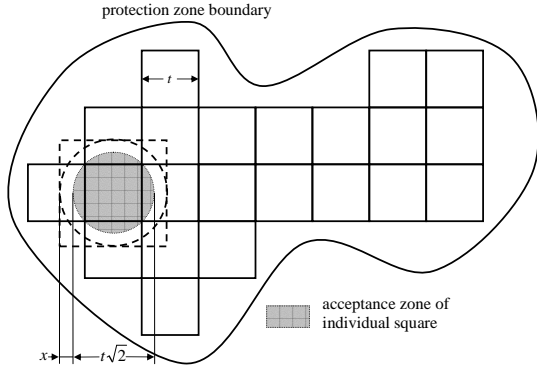 protection zone boundary
t
acceptance zone of
individual square
x
t√2